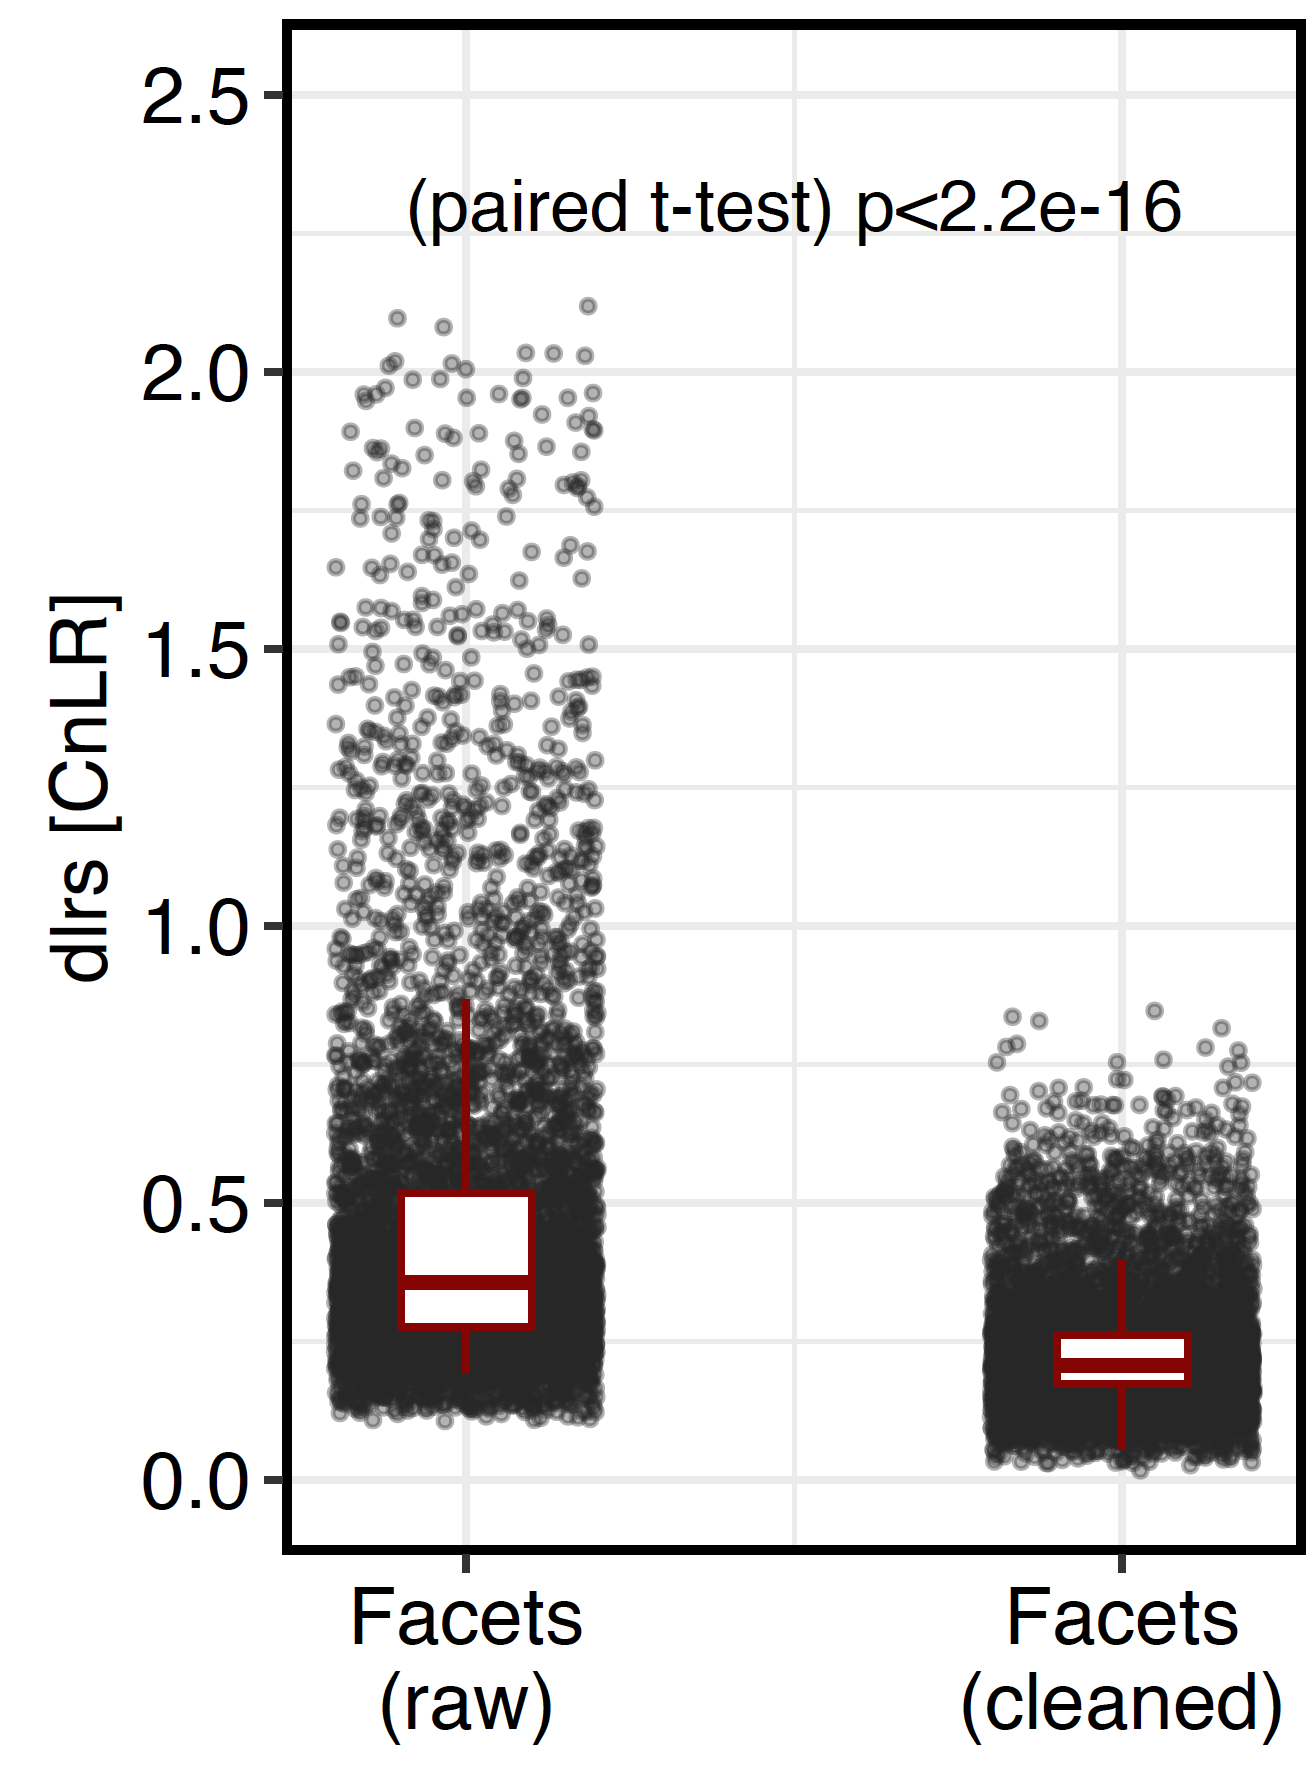 dlrs [CnLR]
2.5
2.0
1.5
1.0
0.5
0.0
(paired t-test) p<2.2e-16
Facets
(raw)
Facets
(cleaned)